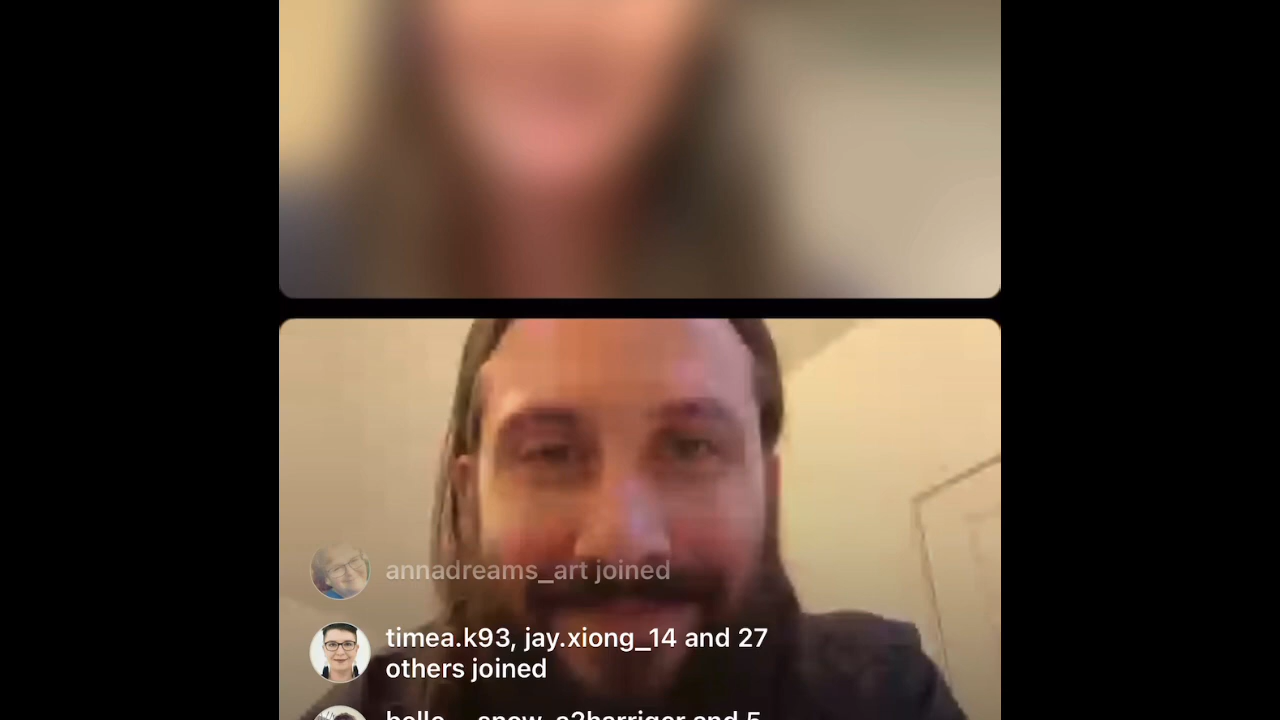 annadreams_art joined
timea.k93, jay.xiong_14 and 27
others joined